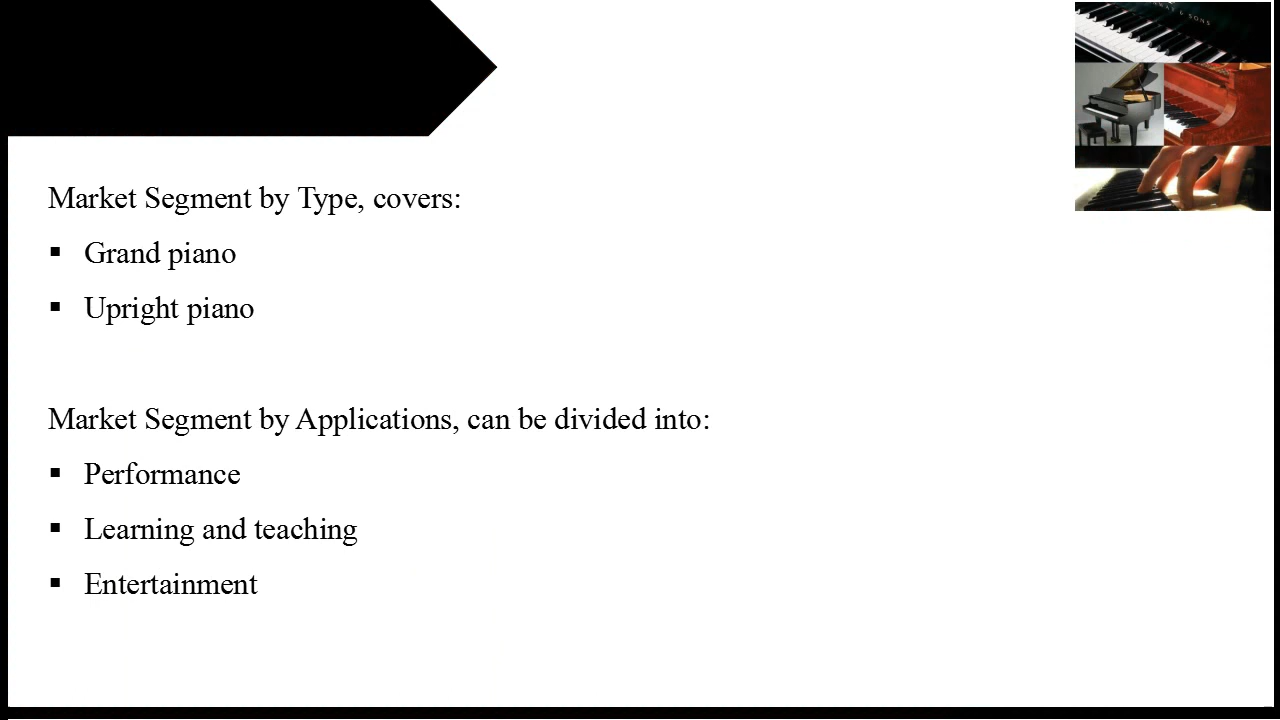 Market Segment by Type, covers:
▪ Grand piano
▪ Upright piano
Market Segment by Applications, can be divided into:
▪ Performance
▪ Learning and teaching
▪ Entertainment
& SONS